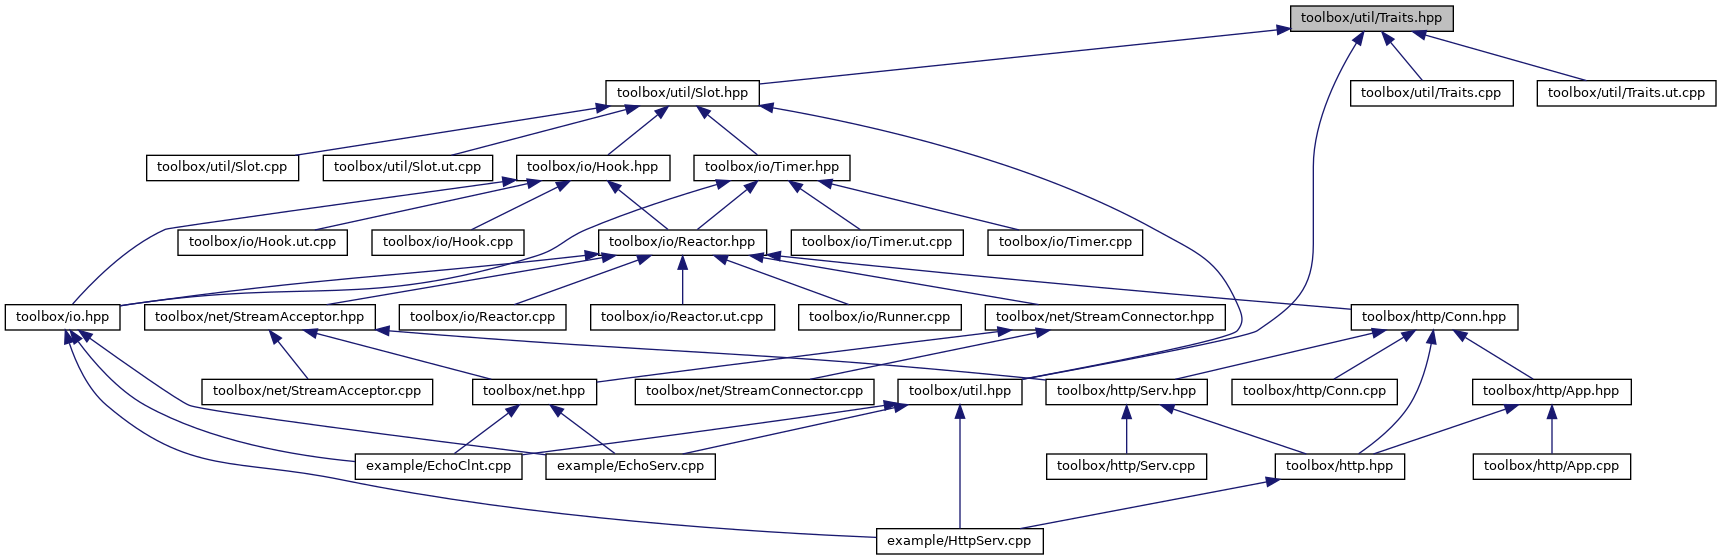 toolbox/util/Traits.hpp
toolbox/util/Slot.hpp
toolbox/util/Traits.cpp
toolbox/util/Traits.ut.cpp
toolbox/util/Slot.cpp
toolbox/util/Slot.ut.cpp
toolbox/io/Hook.hpp
toolbox/io/Timer.hpp
toolbox/io/Hook.ut.cpp
toolbox/io/Hook.cpp
toolbox/io/Reactor.hpp
toolbox/io/Timer.ut.cpp
toolbox/io/Timer.cpp
toolbox/io.hpp
toolbox/net/StreamAcceptor.hpp
toolbox/io/Reactor.cpp
toolbox/io/Reactor.ut.cpp
toolbox/io/Runner.cpp
toolbox/net/StreamConnector.hpp
toolbox/http/Conn.hpp
toolbox/net/StreamAcceptor.cpp
toolbox/net.hpp
toolbox/net/StreamConnector.cpp
toolbox/util.hpp
toolbox/http/Serv.hpp
toolbox/http/Conn.cpp
toolbox/http/App.hpp
example/EchoClnt.cpp
example/EchoServ.cpp
toolbox/http/Serv.cpp
toolbox/http.hpp
toolbox/http/App.cpp
example/HttpServ.cpp